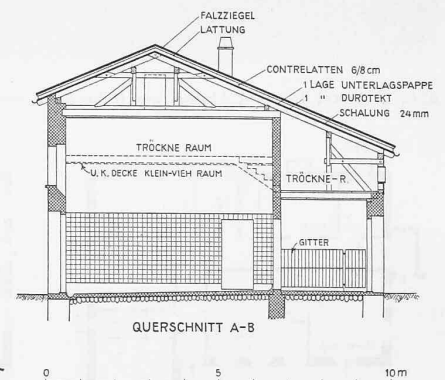 FALZZIEGEL
LATTUNG
CONTRELATTEN 6/8 cm
1 LAGE UNTERLAGSPAPPE
1 " DUROTEKT
SCHALUNG 24 mm
TRÖCKNE RAUM
U. K. DECKE KLEIN-VIEH RAUM
TRÖCKNE-R.
GITTER
QUERSCHNITT A-B
0 5 10 m